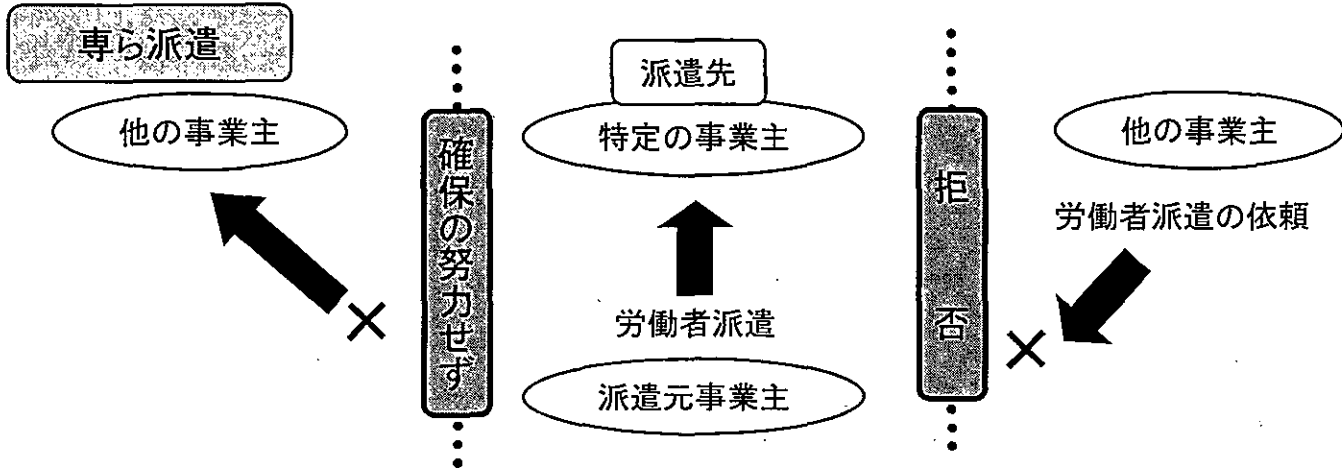 専ら派遣
他の事業主
確保の努力せず
派遣先
特定の事業主
労働者派遣
派遣元事業主
拒否
他の事業主
労働者派遣の依頼